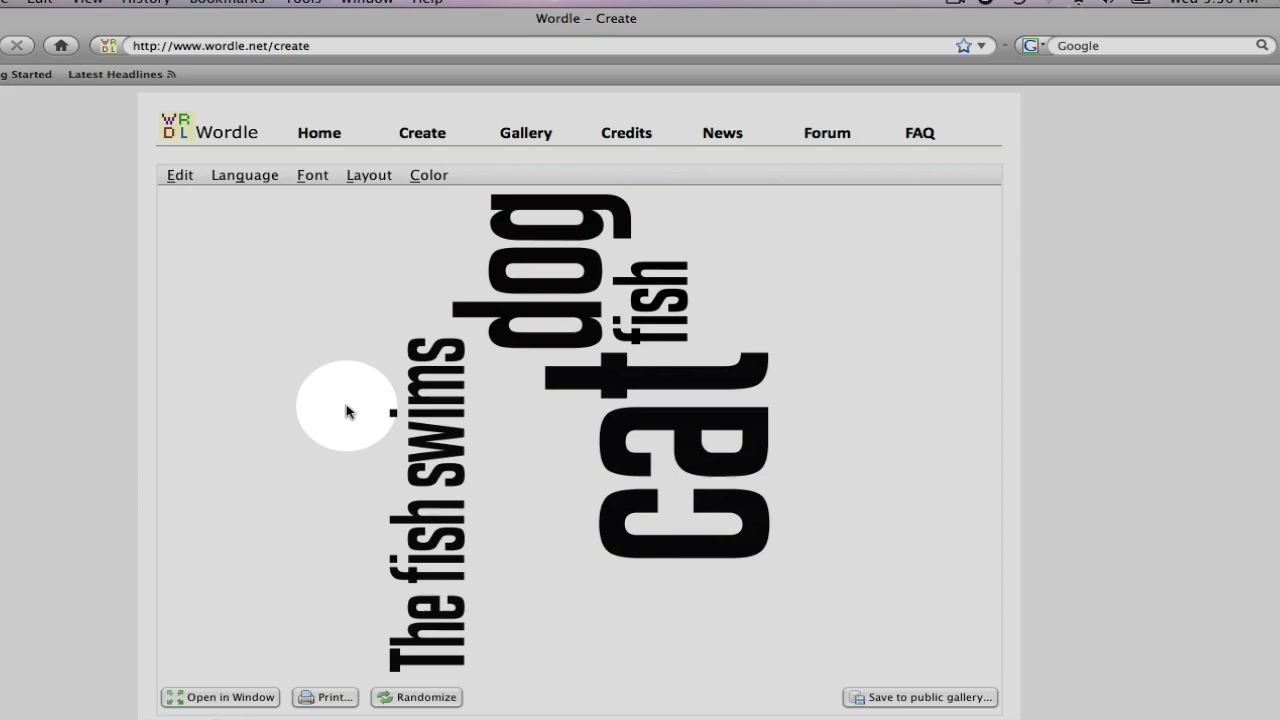 Wordle – Create
http://www.wordle.net/create
Google
g Started Latest Headlines
W R D L Wordle Home Create Gallery Credits News Forum FAQ
Edit Language Font Layout Color
The fish swims
dog
fish
cat
Open in Window Print... Randomize Save to public gallery...